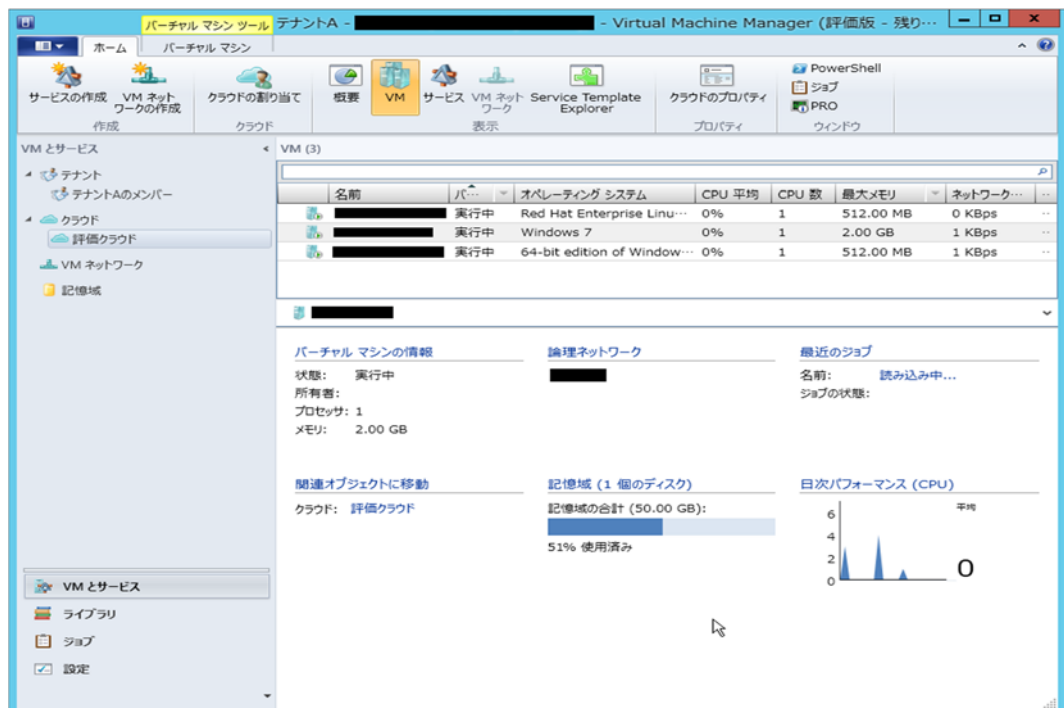 バーチャル マシン ツール テナントA - - Virtual Machine Manager (評価版 - 残り…
ホーム バーチャル マシン
サービスの作成 VM ネットワークの作成 クラウドの割り当て 概要 VM サービス VM ネットワーク Service Template Explorer クラウドのプロパティ PowerShell
ジョブ
PRO
作成 クラウド 表示 プロパティ ウィンドウ
VM とサービス
テナント
テナントAのメンバー
クラウド
評価クラウド
VM ネットワーク
記憶域
VM とサービス
ライブラリ
ジョブ
設定
VM (3)
名前 バ… オペレーティング システム CPU 平均 CPU 数 最大メモリ ネットワーク…
実行中 Red Hat Enterprise Linu… 0% 1 512.00 MB 0 KBps
実行中 Windows 7 0% 1 2.00 GB 1 KBps
実行中 64-bit edition of Window… 0% 1 512.00 MB 1 KBps
バーチャル マシンの情報
状態: 実行中
所有者:
プロセッサ: 1
メモリ: 2.00 GB
論理ネットワーク
最近のジョブ
名前: 読み込み中...
ジョブの状態:
関連オブジェクトに移動
クラウド: 評価クラウド
記憶域 (1 個のディスク)
記憶域の合計 (50.00 GB):
51% 使用済み
日次パフォーマンス (CPU)
平均
6
4
2
0
0